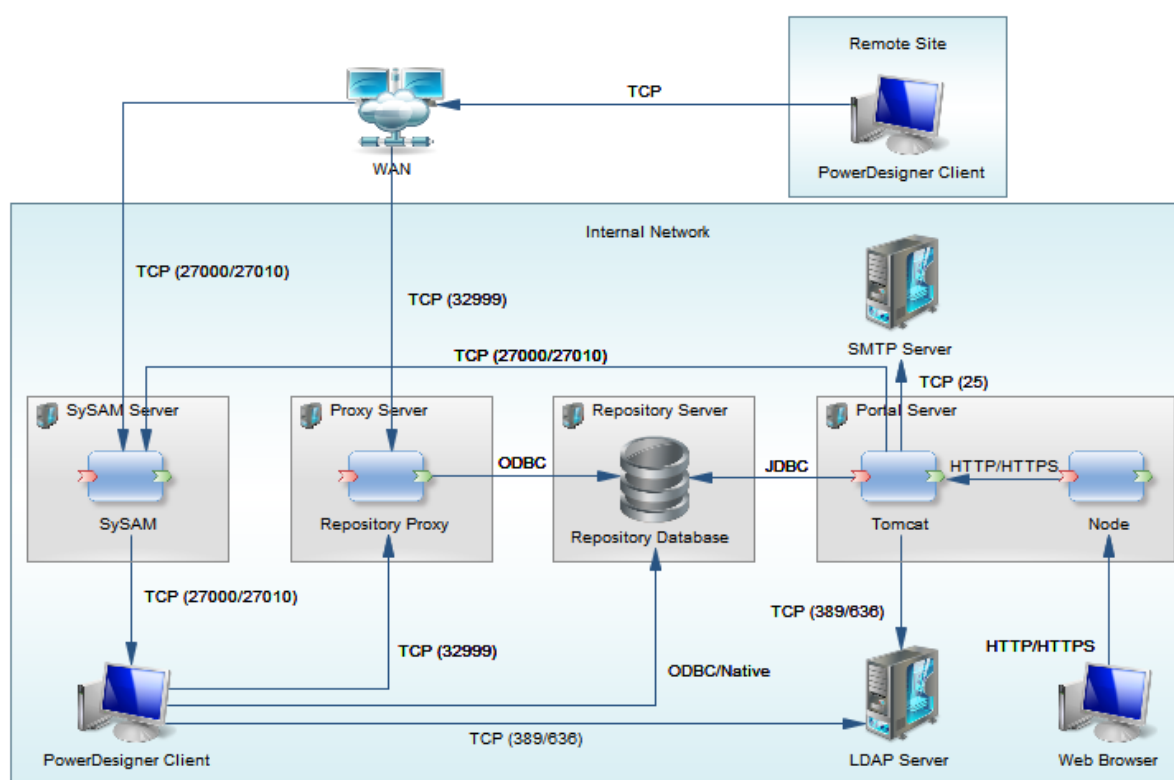 Remote Site
TCP
WAN
PowerDesigner Client
Internal Network
TCP (27000/27010)
TCP (32999)
SMTP Server
TCP (27000/27010)
TCP (25)
SySAM Server
Proxy Server
Repository Server
Portal Server
ODBC
JDBC
HTTP/HTTPS
SySAM
Repository Proxy
Repository Database
Tomcat
Node
TCP (27000/27010)
TCP (389/636)
TCP (32999)
ODBC/Native
HTTP/HTTPS
TCP (389/636)
PowerDesigner Client
LDAP Server
Web Browser